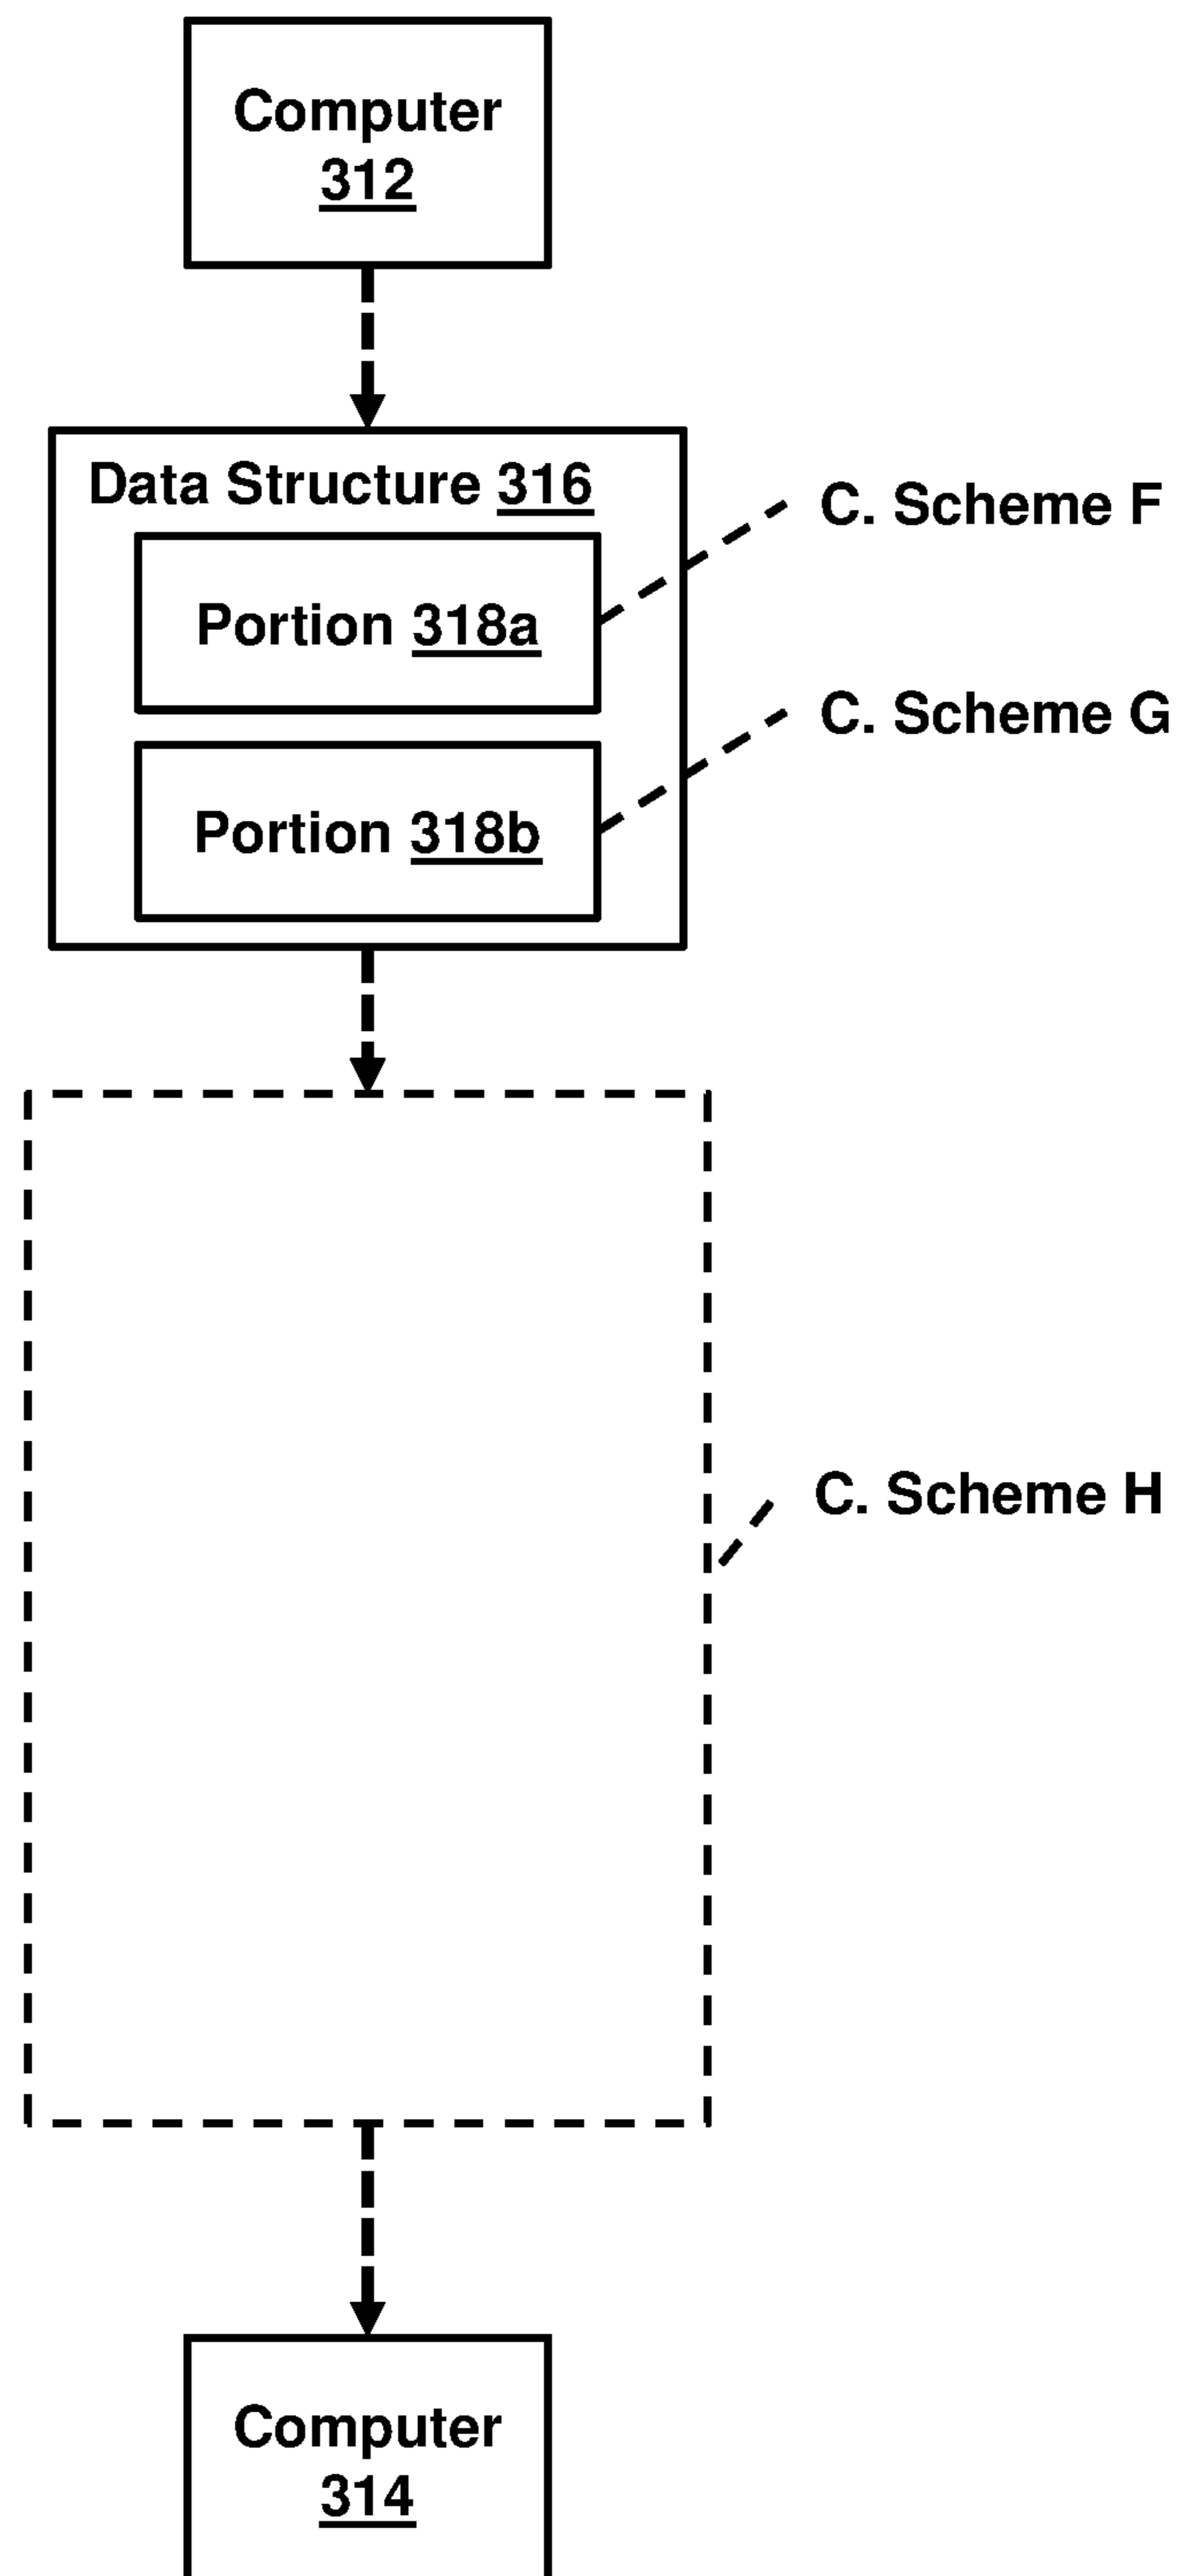 Computer
312
Data Structure 316
C. Scheme F
Portion 318a
C. Scheme G
Portion 318b
C. Scheme H
Computer
314